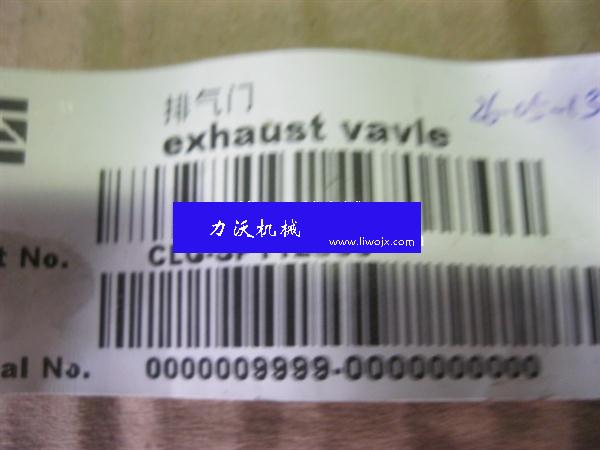 排气门
exhaust vavle
力沃机械
www.liwojx.com
t No.
al No. 0000009999-0000000000